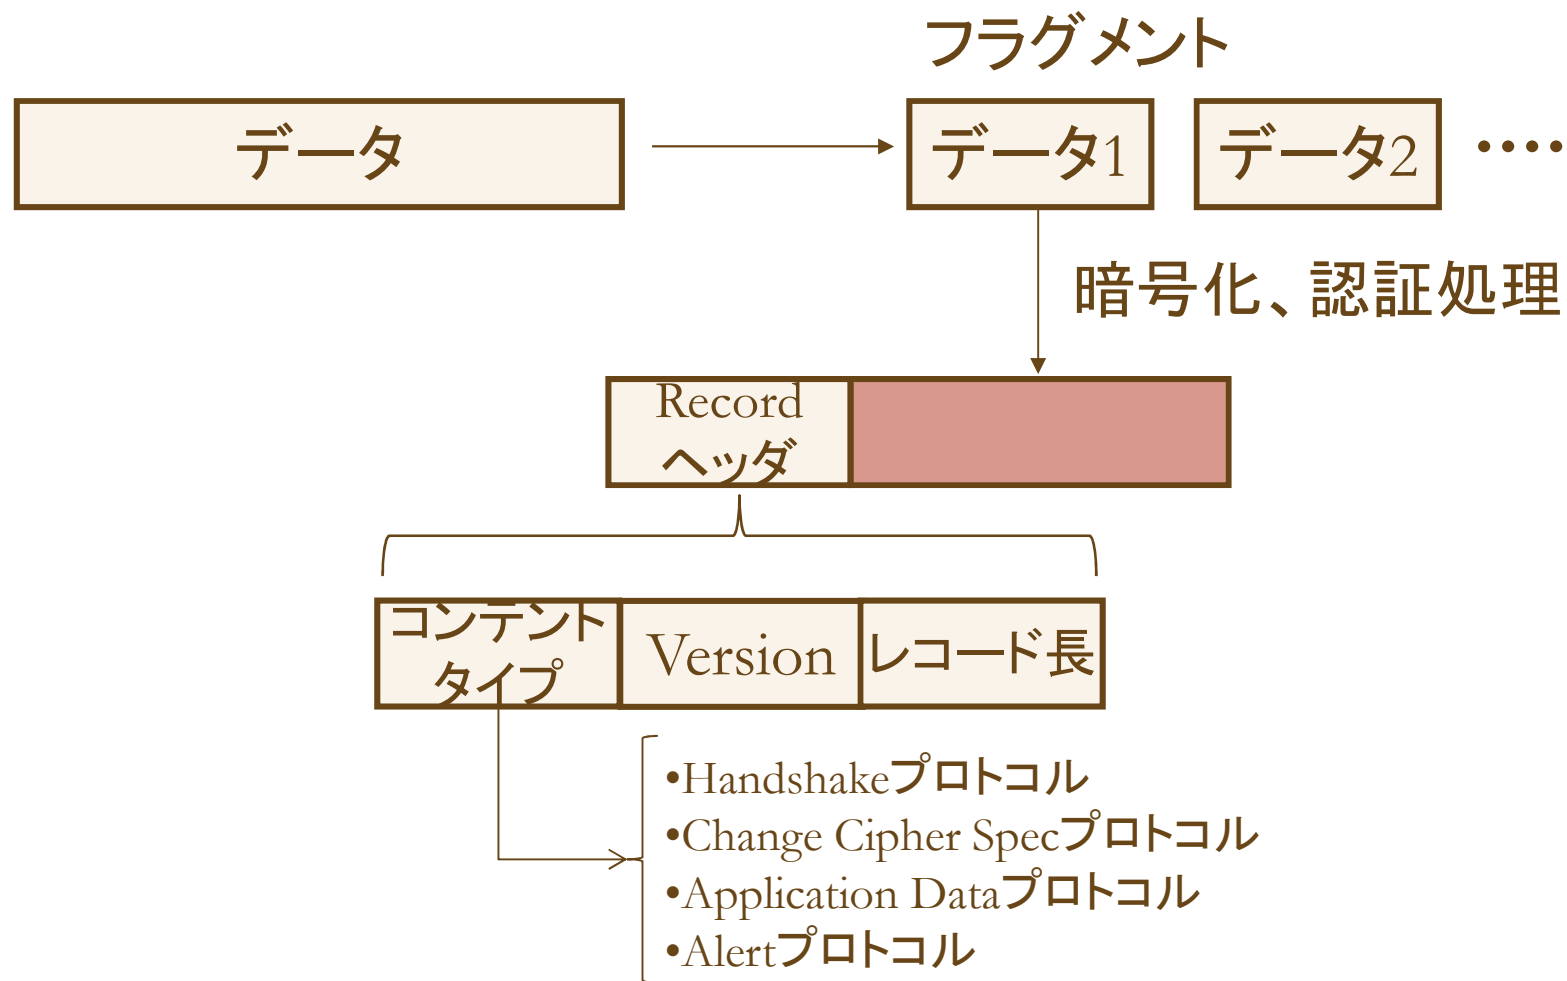 フラグメント
データ
データ1
データ2
・・・・
暗号化、認証処理
Record
ヘッダ
コンテント
タイプ
Version
レコード長
•Handshakeプロトコル
•Change Cipher Specプロトコル
•Application Dataプロトコル
•Alertプロトコル